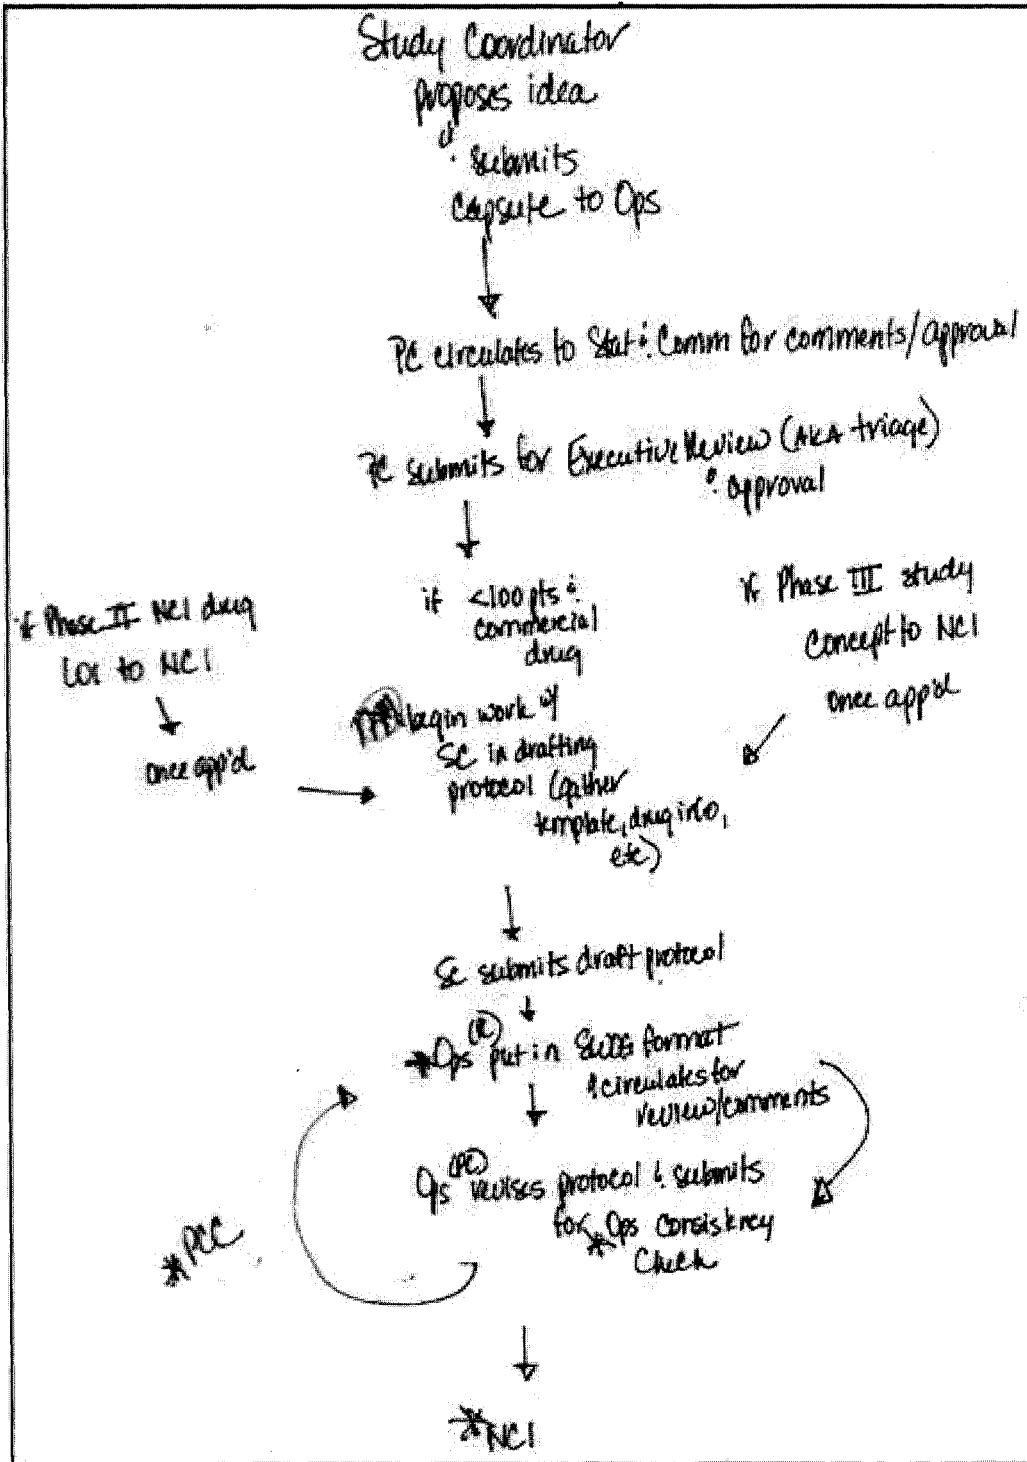 Study Coordinator
proposes idea
& submits
capsule to Ops
PC circulates to Stat & Comm for comments/approval
PC submits for Executive Review (AKA triage)
& approval
if Phase II NCI drug
LOI to NCI
once app'd
if <100 pts &
commercial
drug
begin work w/
SC in drafting
protocol (gather
template, drug info,
etc)
if Phase III study
Concept to NCI
once app'd
SC submits draft protocol
*Ops put in SWOG format
& circulates for
review/comments
Ops (PC) revises protocol & submits
for *Ops consistency
Check
*PCC
*NCI